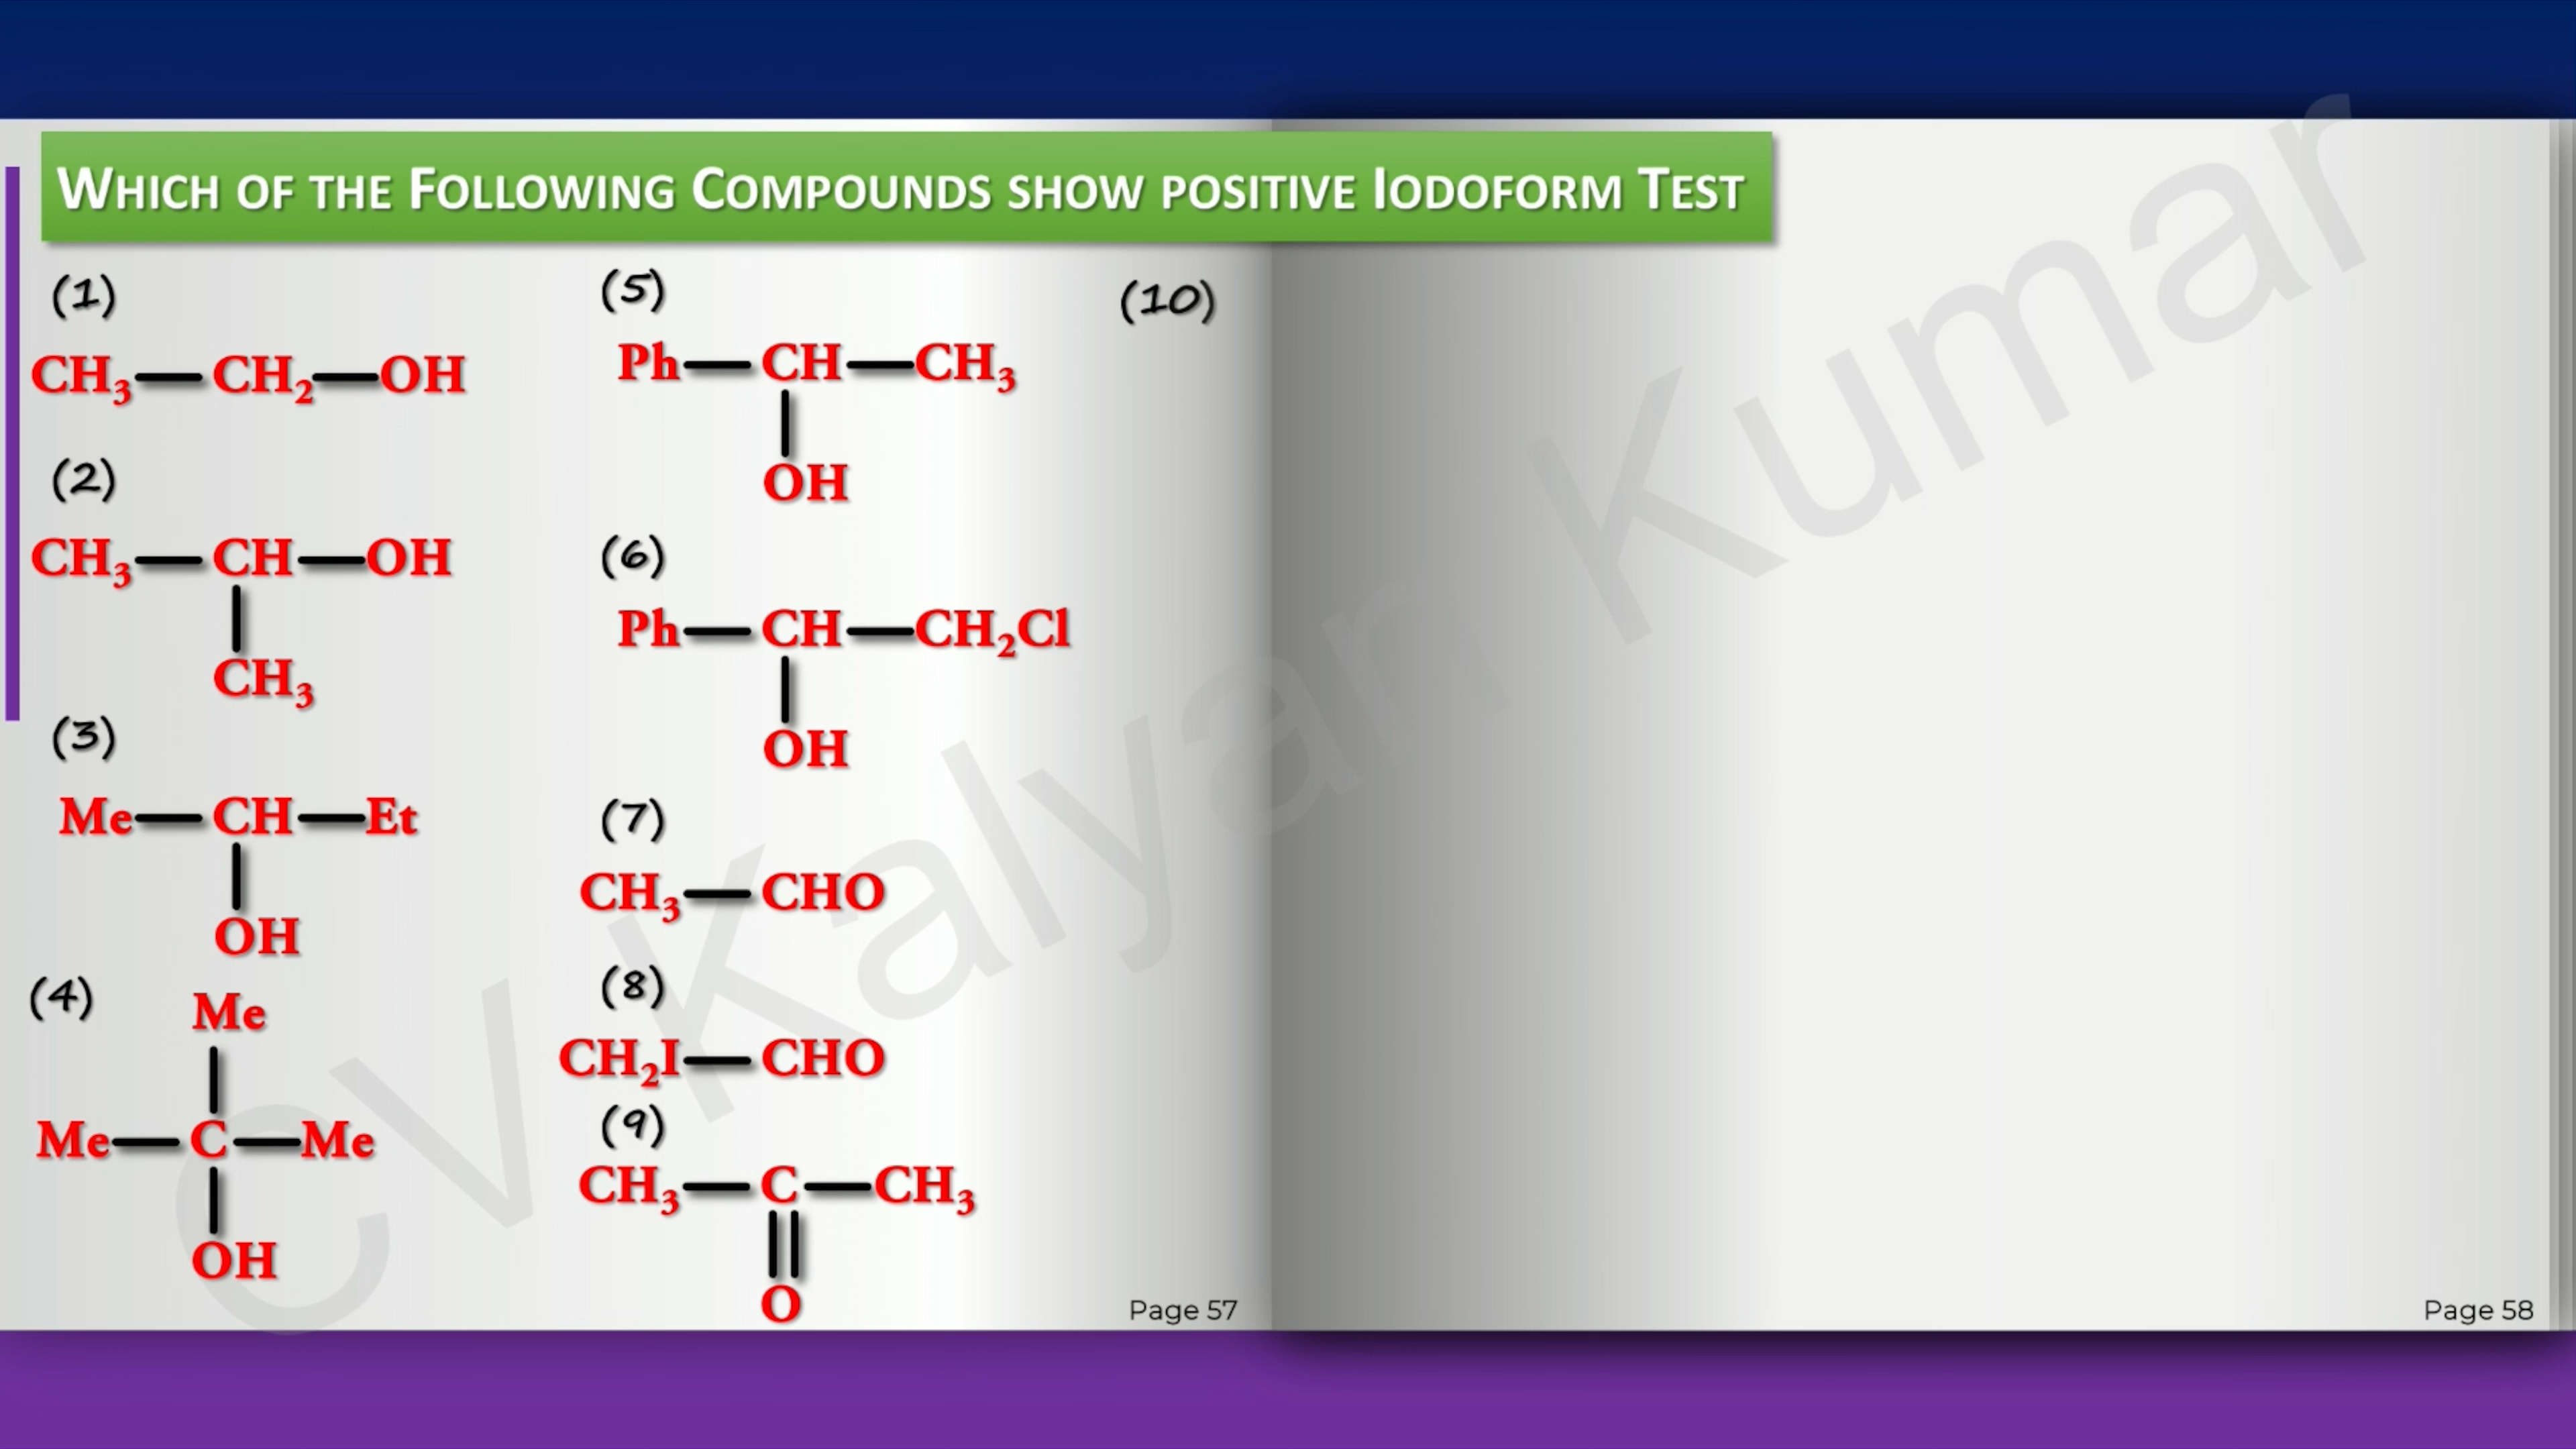 WHICH OF THE FOLLOWING COMPOUNDS SHOW POSITIVE IODOFORM TEST
(1)
CH₃—CH₂—OH
(2)
CH₃—CH—OH
|
CH₃
(3)
Me—CH—Et
|
OH
(4)
Me
|
Me—C—Me
|
OH
(5)
Ph—CH—CH₃
|
OH
(6)
Ph—CH—CH₂Cl
|
OH
(7)
CH₃—CHO
(8)
CH₂I—CHO
(9)
CH₃—C—CH₃
||
O
(10)
Page 57
Page 58
CV Kalyan Kumar